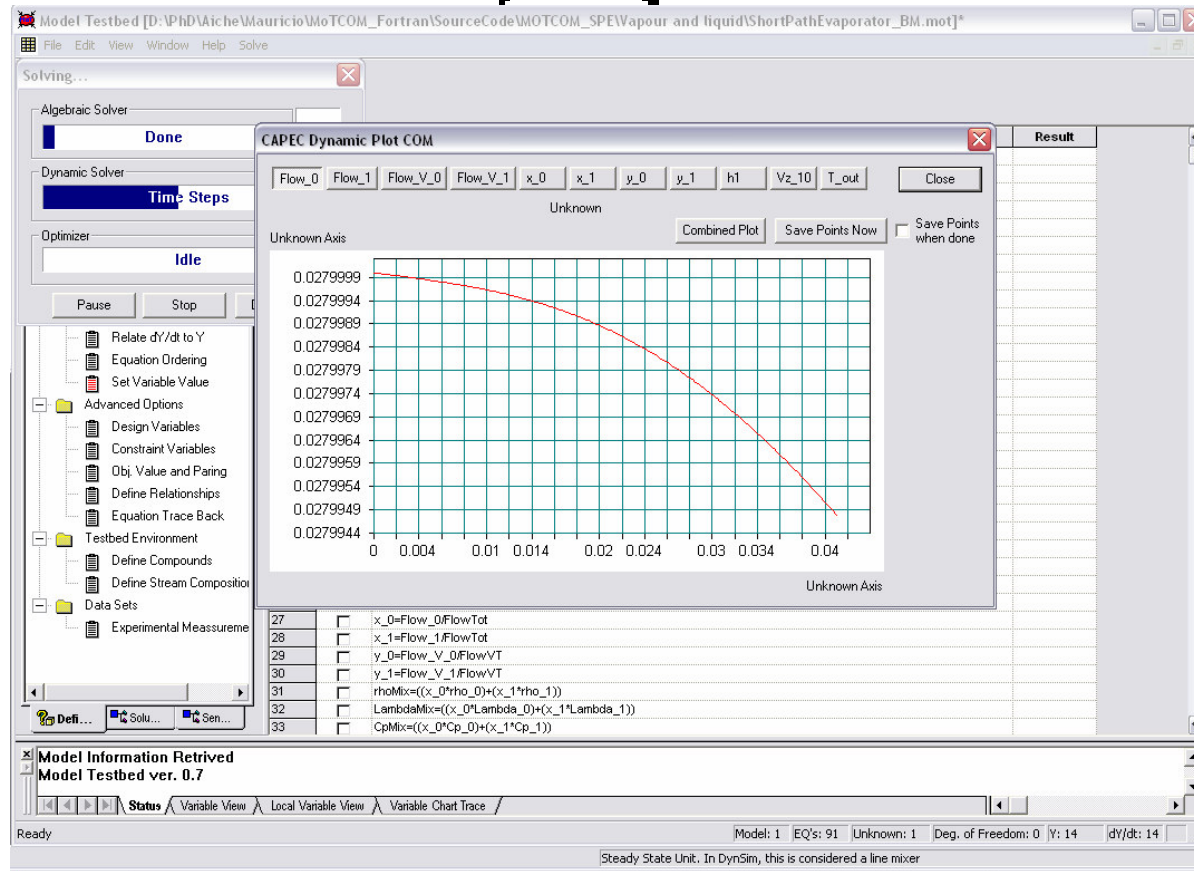 Model Testbed [D:\PhD\Aiche\Mauricio\MoTCOM_Fortran\SourceCode\MOTCOM_SPE\Vapour and liquid\ShortPathEvaporator_BM.mot]*
File Edit View Window Help Solve
Solving...
Algebraic Solver
Done
Dynamic Solver
Time Steps
Optimizer
Idle
Pause Stop
Relate dY/dt to Y
Equation Ordering
Set Variable Value
Advanced Options
Design Variables
Constraint Variables
Obj. Value and Paring
Define Relationships
Equation Trace Back
Testbed Environment
Define Compounds
Define Stream Composition
Data Sets
Experimental Meassureme
Defi... Solu... Sen...
CAPEC Dynamic Plot COM
Flow_0 Flow_1 Flow_V_0 Flow_V_1 x_0 x_1 y_0 y_1 h1 Vz_10 T_out Close
Unknown
Combined Plot Save Points Now Save Points when done
Unknown Axis
0.0279999
0.0279994
0.0279989
0.0279984
0.0279979
0.0279974
0.0279969
0.0279964
0.0279959
0.0279954
0.0279949
0.0279944
0 0.004 0.01 0.014 0.02 0.024 0.03 0.034 0.04
Unknown Axis
Result
27 x_0=Flow_0/FlowTot
28 x_1=Flow_1/FlowTot
29 y_0=Flow_V_0/FlowVT
30 y_1=Flow_V_1/FlowVT
31 rhoMix=((x_0*rho_0)+(x_1*rho_1))
32 LambdaMix=((x_0*Lambda_0)+(x_1*Lambda_1))
33 CpMix=((x_0*Cp_0)+(x_1*Cp_1))
Model Information Retrived
Model Testbed ver. 0.7
Status Variable View Local Variable View Variable Chart Trace
Ready Model: 1 EQ's: 91 Unknown: 1 Deg. of Freedom: 0 Y: 14 dY/dt: 14
Steady State Unit. In DynSim, this is considered a line mixer